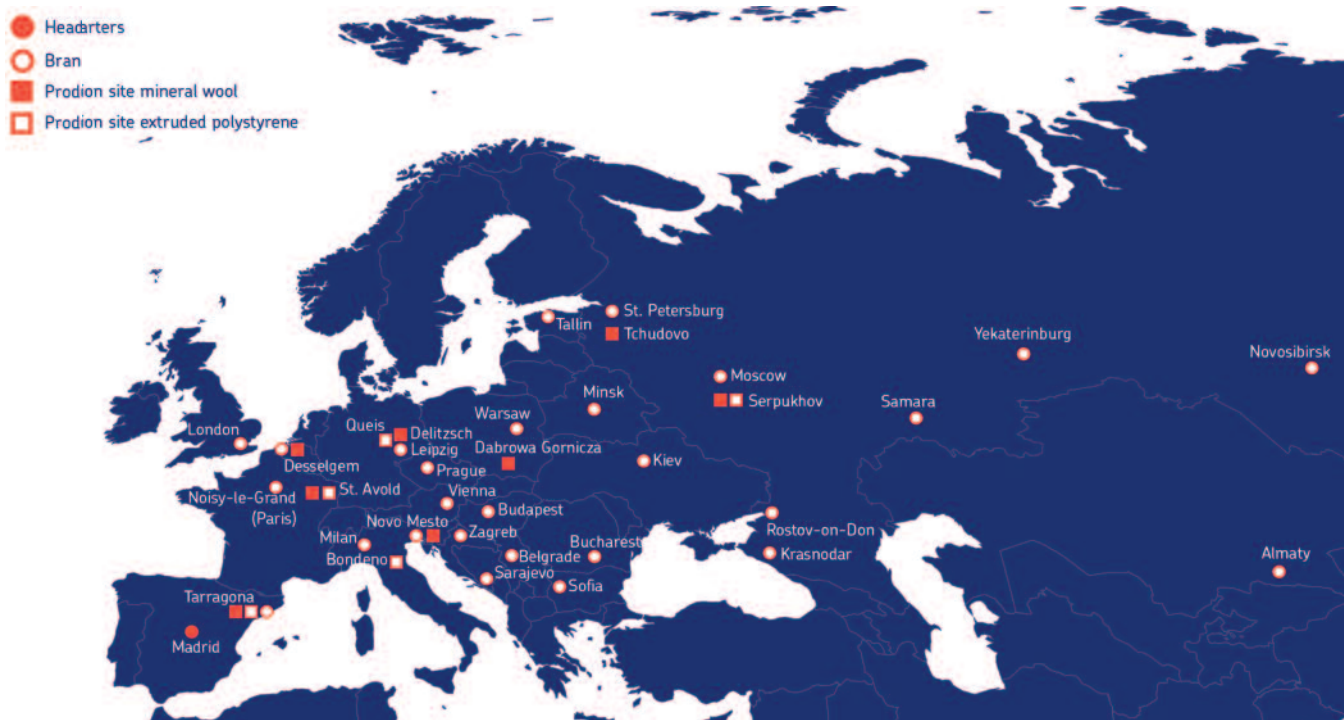 Headarters
Bran
Prodion site mineral wool
Prodion site extruded polystyrene
St. Petersburg
Tallin
Tchudovo
Yekaterinburg
Novosibirsk
Moscow
Minsk
Serpukhov
Samara
Warsaw
London
Queis
Delitzsch
Leipzig
Dabrowa Gornicza
Kiev
Desselgem
Prague
Noisy-le-Grand
(Paris)
St. Avold
Vienna
Budapest
Novo Mesto
Rostov-on-Don
Milan
Zagreb
Bucharest
Krasnodar
Almaty
Bondeno
Belgrade
Sarajevo
Sofia
Tarragona
Madrid